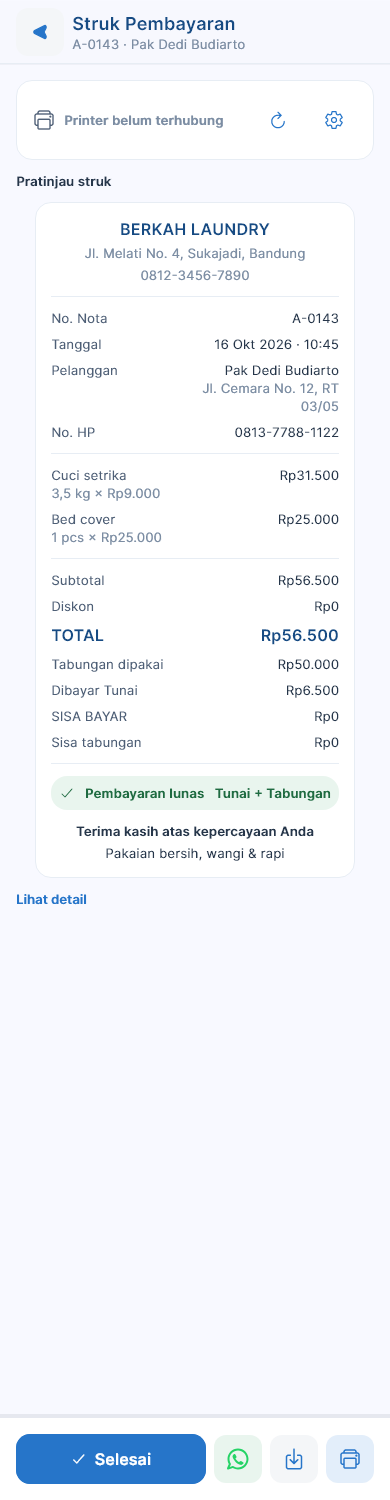 Struk Pembayaran
A-0143 · Pak Dedi Budiarto
Printer belum terhubung
Pratinjau struk
BERKAH LAUNDRY
Jl. Melati No. 4, Sukajadi, Bandung
0812-3456-7890
No. Nota A-0143
Tanggal 16 Okt 2026 · 10:45
Pelanggan Pak Dedi Budiarto
Jl. Cemara No. 12, RT
03/05
No. HP 0813-7788-1122
Cuci setrika Rp31.500
3,5 kg × Rp9.000
Bed cover Rp25.000
1 pcs × Rp25.000
Subtotal Rp56.500
Diskon Rp0
TOTAL Rp56.500
Tabungan dipakai Rp50.000
Dibayar Tunai Rp6.500
SISA BAYAR Rp0
Sisa tabungan Rp0
Pembayaran lunas Tunai + Tabungan
Terima kasih atas kepercayaan Anda
Pakaian bersih, wangi & rapi
Lihat detail
Selesai